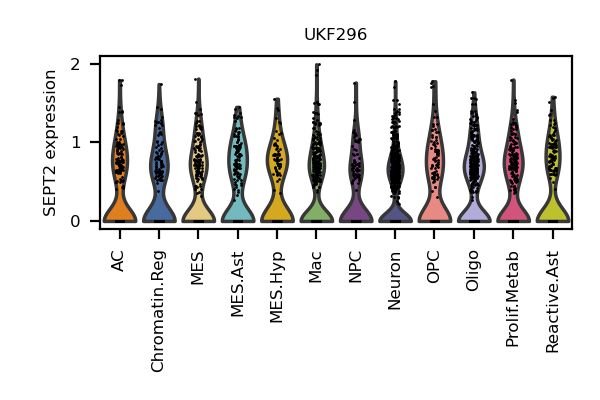 UKF296
SEPT2 expression
2
1
0
AC
Chromatin.Reg
MES
MES.Ast
MES.Hyp
Mac
NPC
Neuron
OPC
Oligo
Prolif.Metab
Reactive.Ast